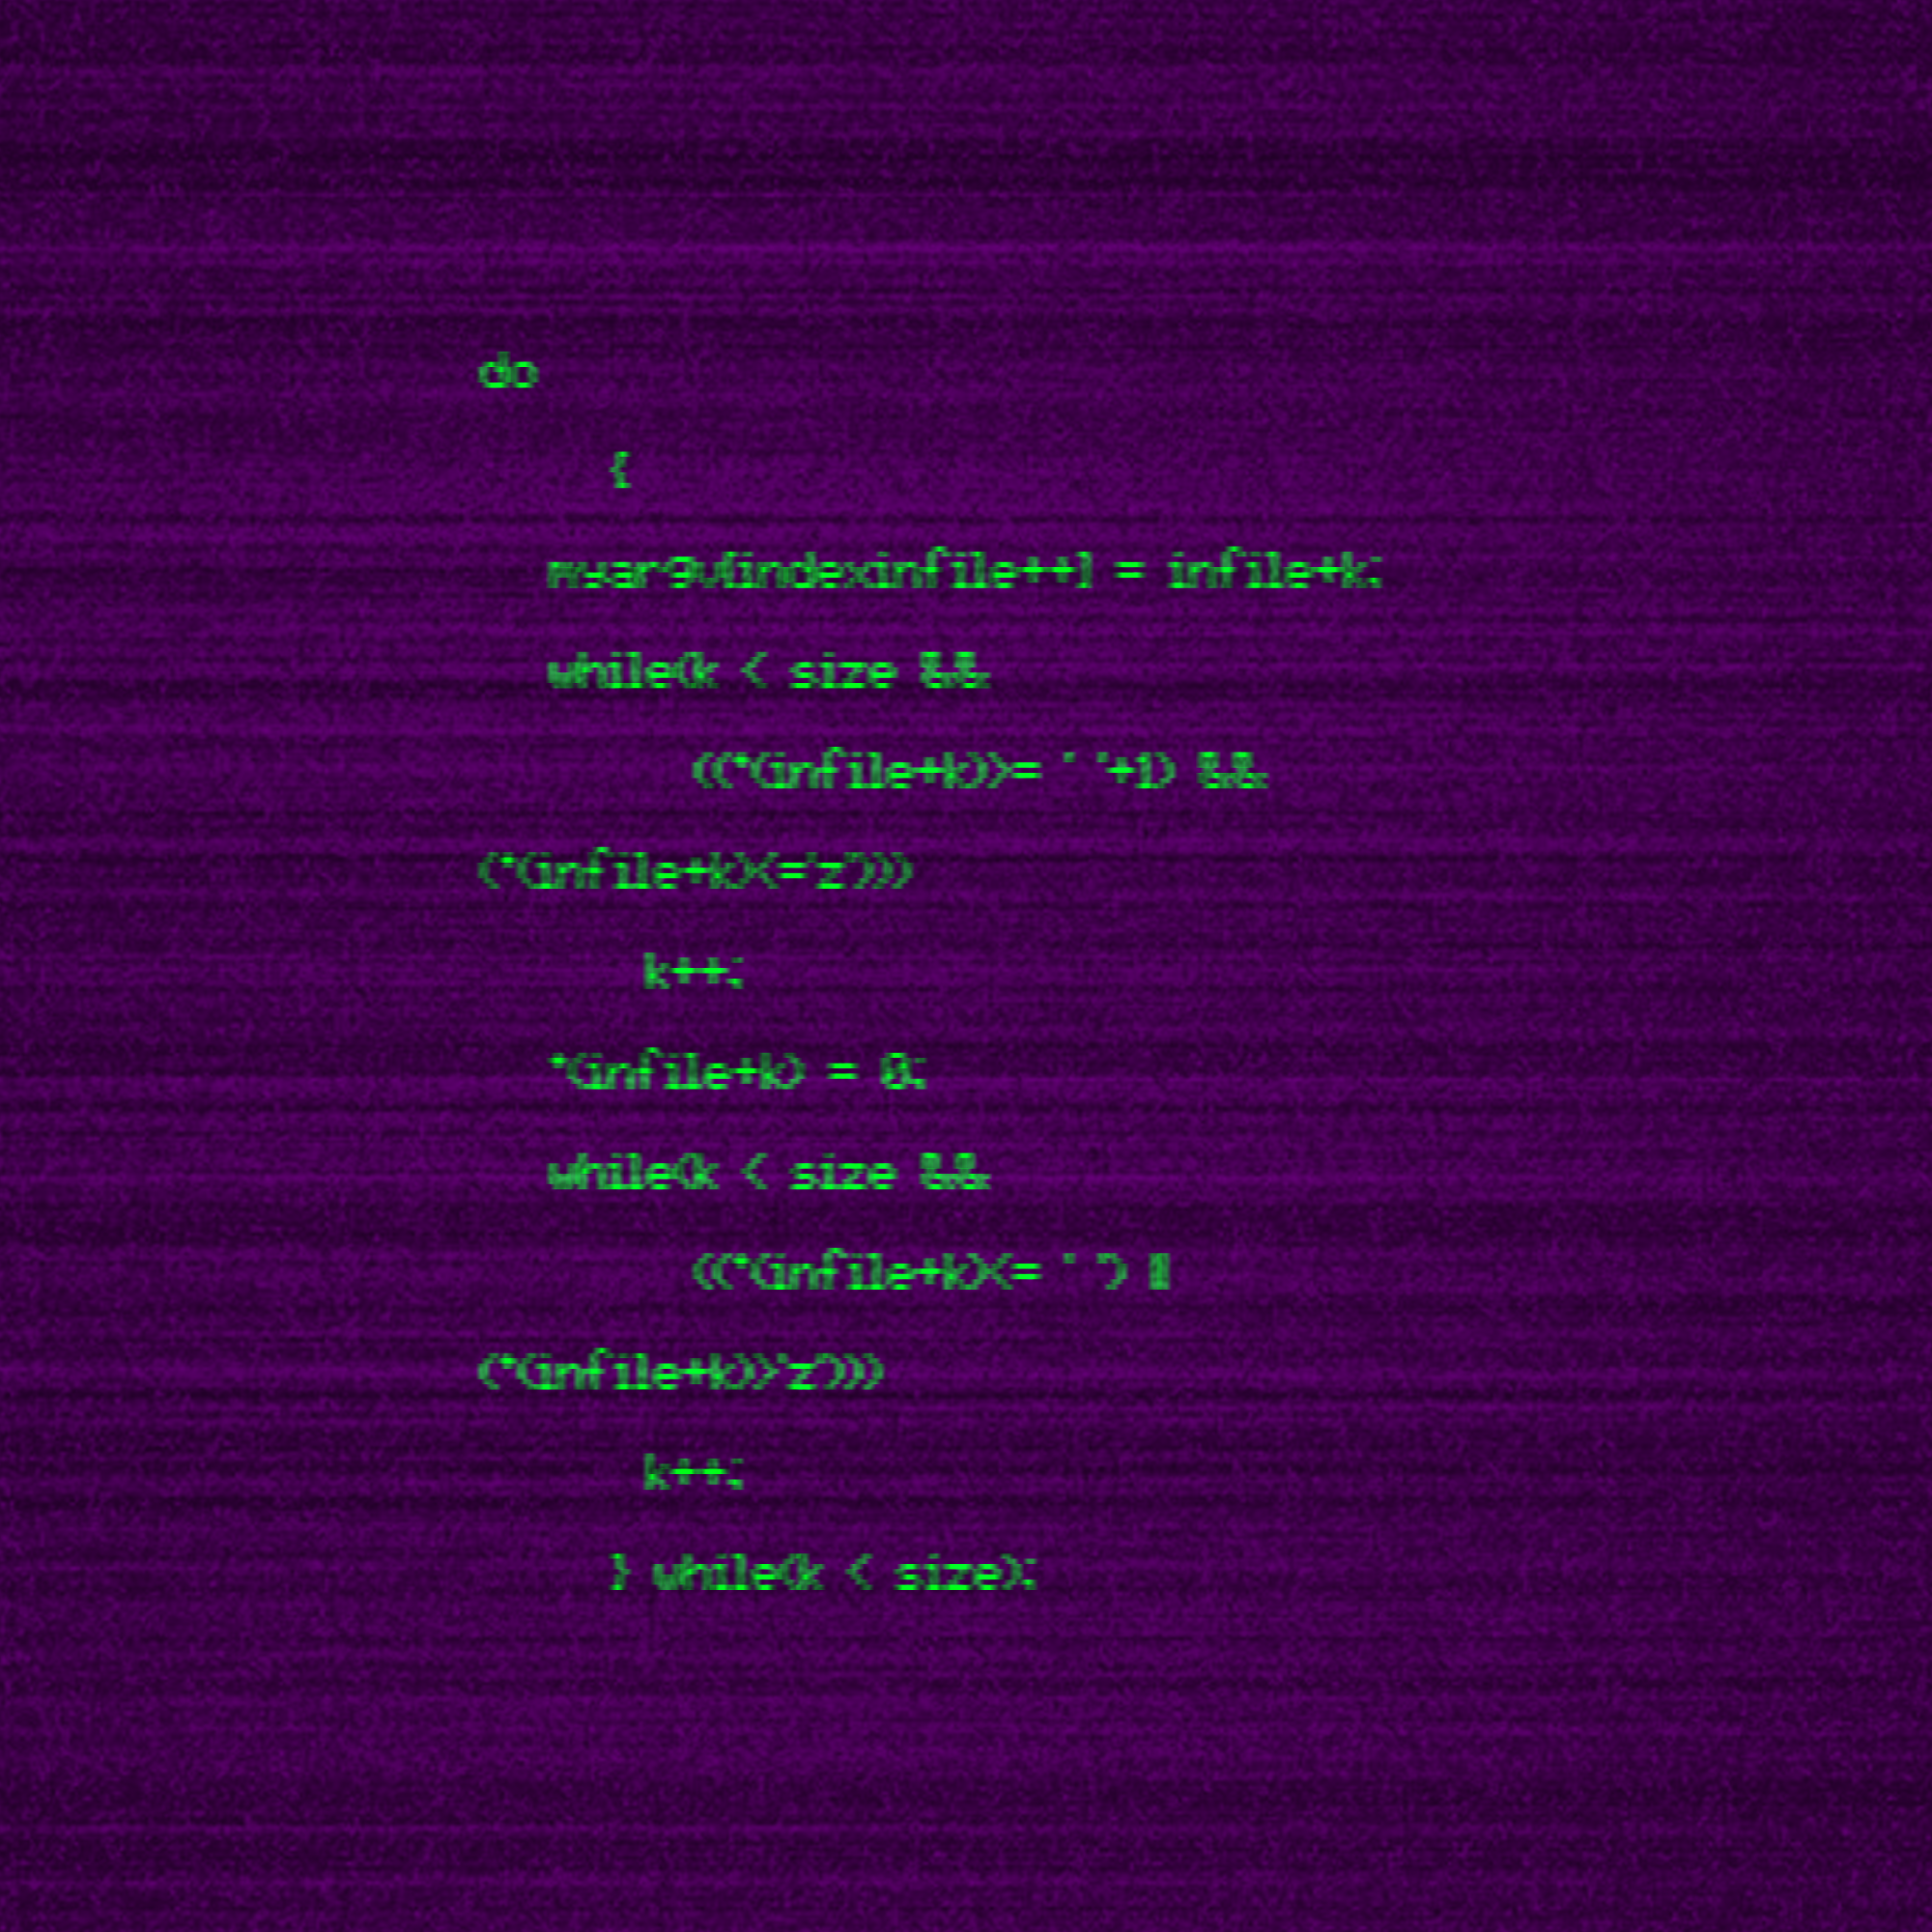 do
{
myargv[indexinfile++] = infile+k;
while(k < size &&
((*(infile+k)>= ' '+1) &&
(*(infile+k)<='z')))
k++;
*(infile+k) = 0;
while(k < size &&
((*(infile+k)<= ' ') ||
(*(infile+k)>'z')))
k++;
} while(k < size);